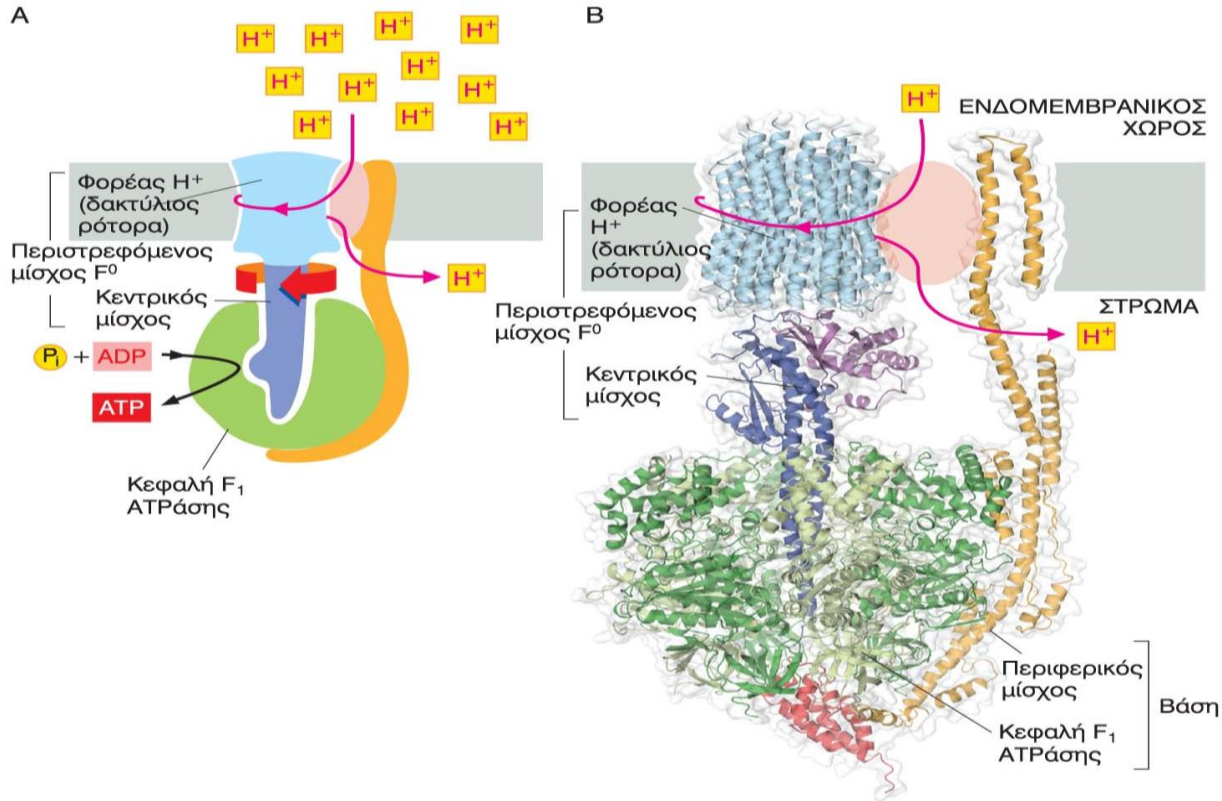 A
H+
H+
H+
H+
H+
H+
H+
H+
H+
H+
H+
Φορέας H+
(δακτύλιος
ρότορα)
Περιστρεφόμενος
μίσχος F0
Κεντρικός
μίσχος
H+
Pi + ADP
ATP
Κεφαλή F1
ATPάσης
B
H+
ΕΝΔΟΜΕΜΒΡΑΝΙΚΟΣ
ΧΩΡΟΣ
Φορέας
H+
(δακτύλιος
ρότορα)
ΣΤΡΩΜΑ
H+
Περιστρεφόμενος
μίσχος F0
Κεντρικός
μίσχος
Περιφερικός
μίσχος
Βάση
Κεφαλή F1
ATPάσης